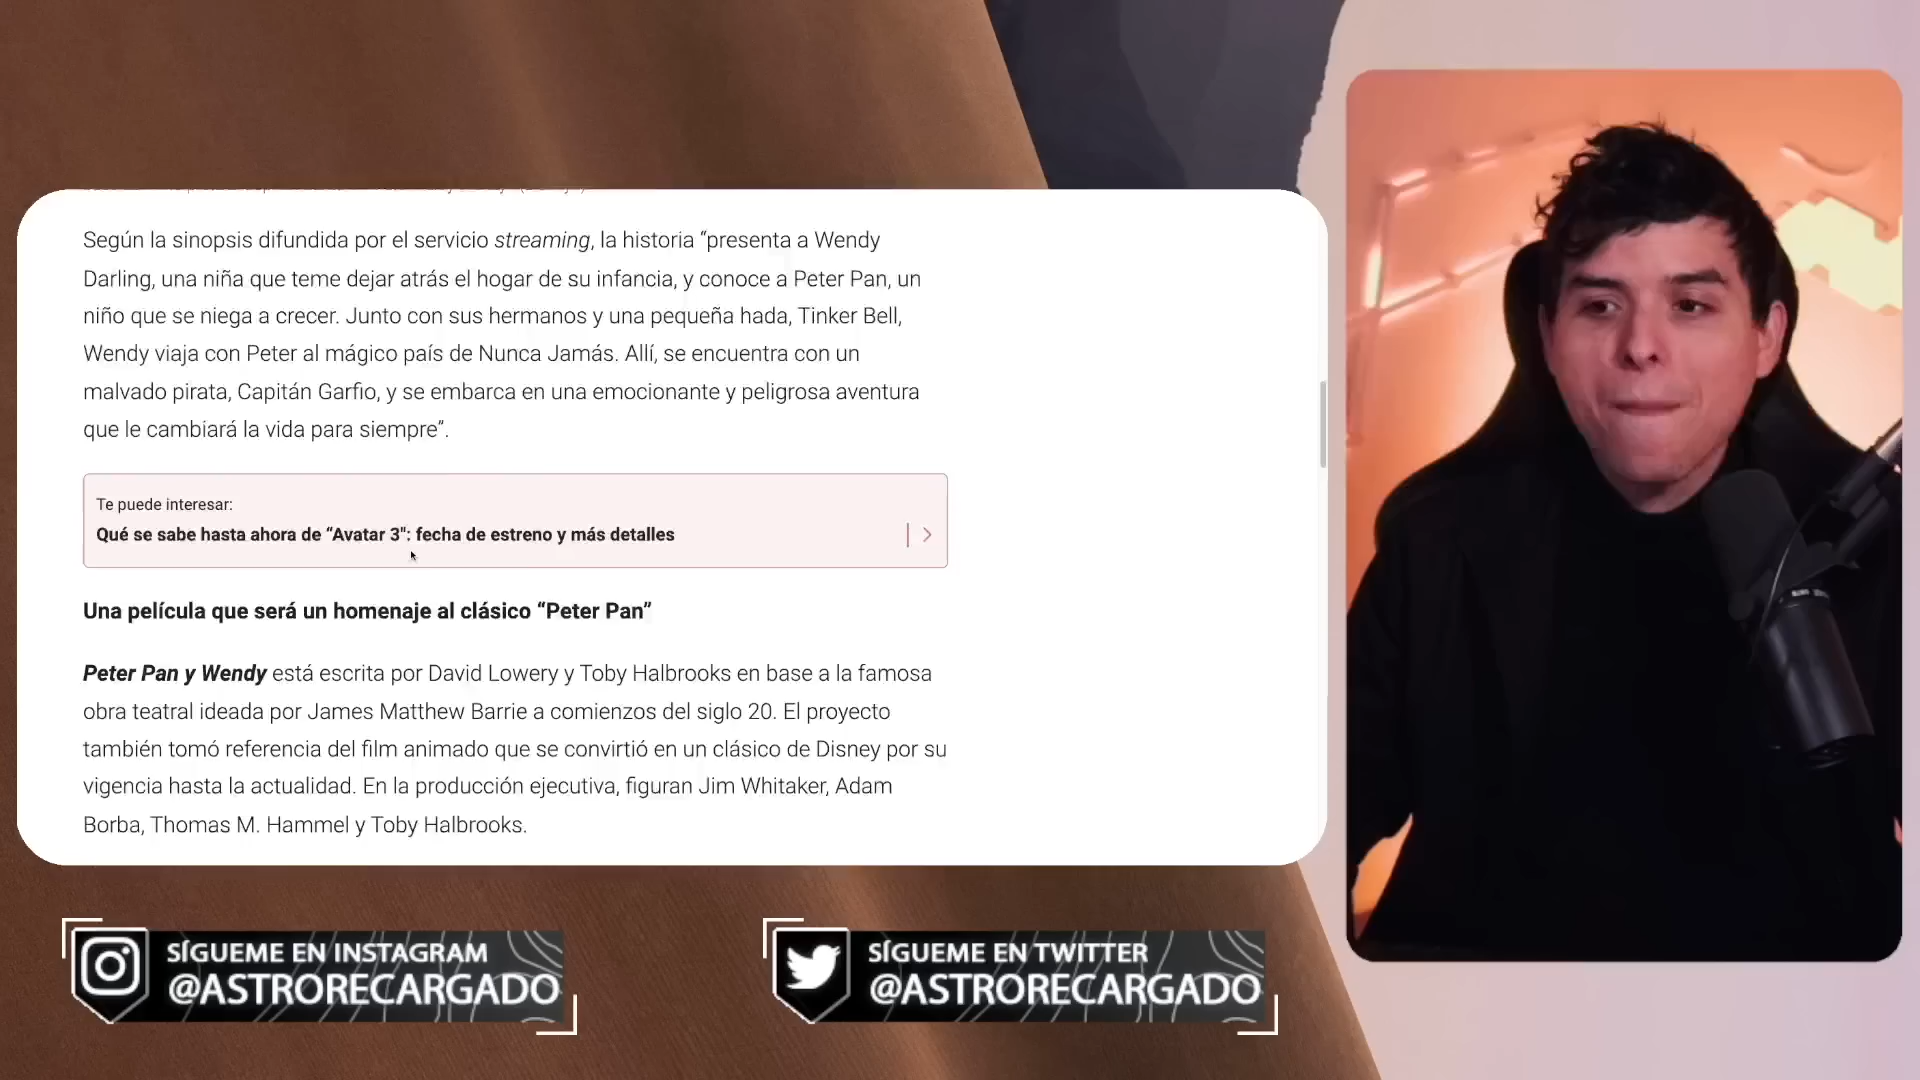 Según la sinopsis difundida por el servicio streaming, la historia “presenta a Wendy
Darling, una niña que teme dejar atrás el hogar de su infancia, y conoce a Peter Pan, un
niño que se niega a crecer. Junto con sus hermanos y una pequeña hada, Tinker Bell,
Wendy viaja con Peter al mágico país de Nunca Jamás. Allí, se encuentra con un
malvado pirata, Capitán Garfio, y se embarca en una emocionante y peligrosa aventura
que le cambiará la vida para siempre”.
Te puede interesar:
Qué se sabe hasta ahora de “Avatar 3": fecha de estreno y más detalles
Una película que será un homenaje al clásico “Peter Pan”
Peter Pan y Wendy está escrita por David Lowery y Toby Halbrooks en base a la famosa
obra teatral ideada por James Matthew Barrie a comienzos del siglo 20. El proyecto
también tomó referencia del film animado que se convirtió en un clásico de Disney por su
vigencia hasta la actualidad. En la producción ejecutiva, figuran Jim Whitaker, Adam
Borba, Thomas M. Hammel y Toby Halbrooks.
SÍGUEME EN INSTAGRAM
@ASTRORECARGADO
SÍGUEME EN TWITTER
@ASTRORECARGADO